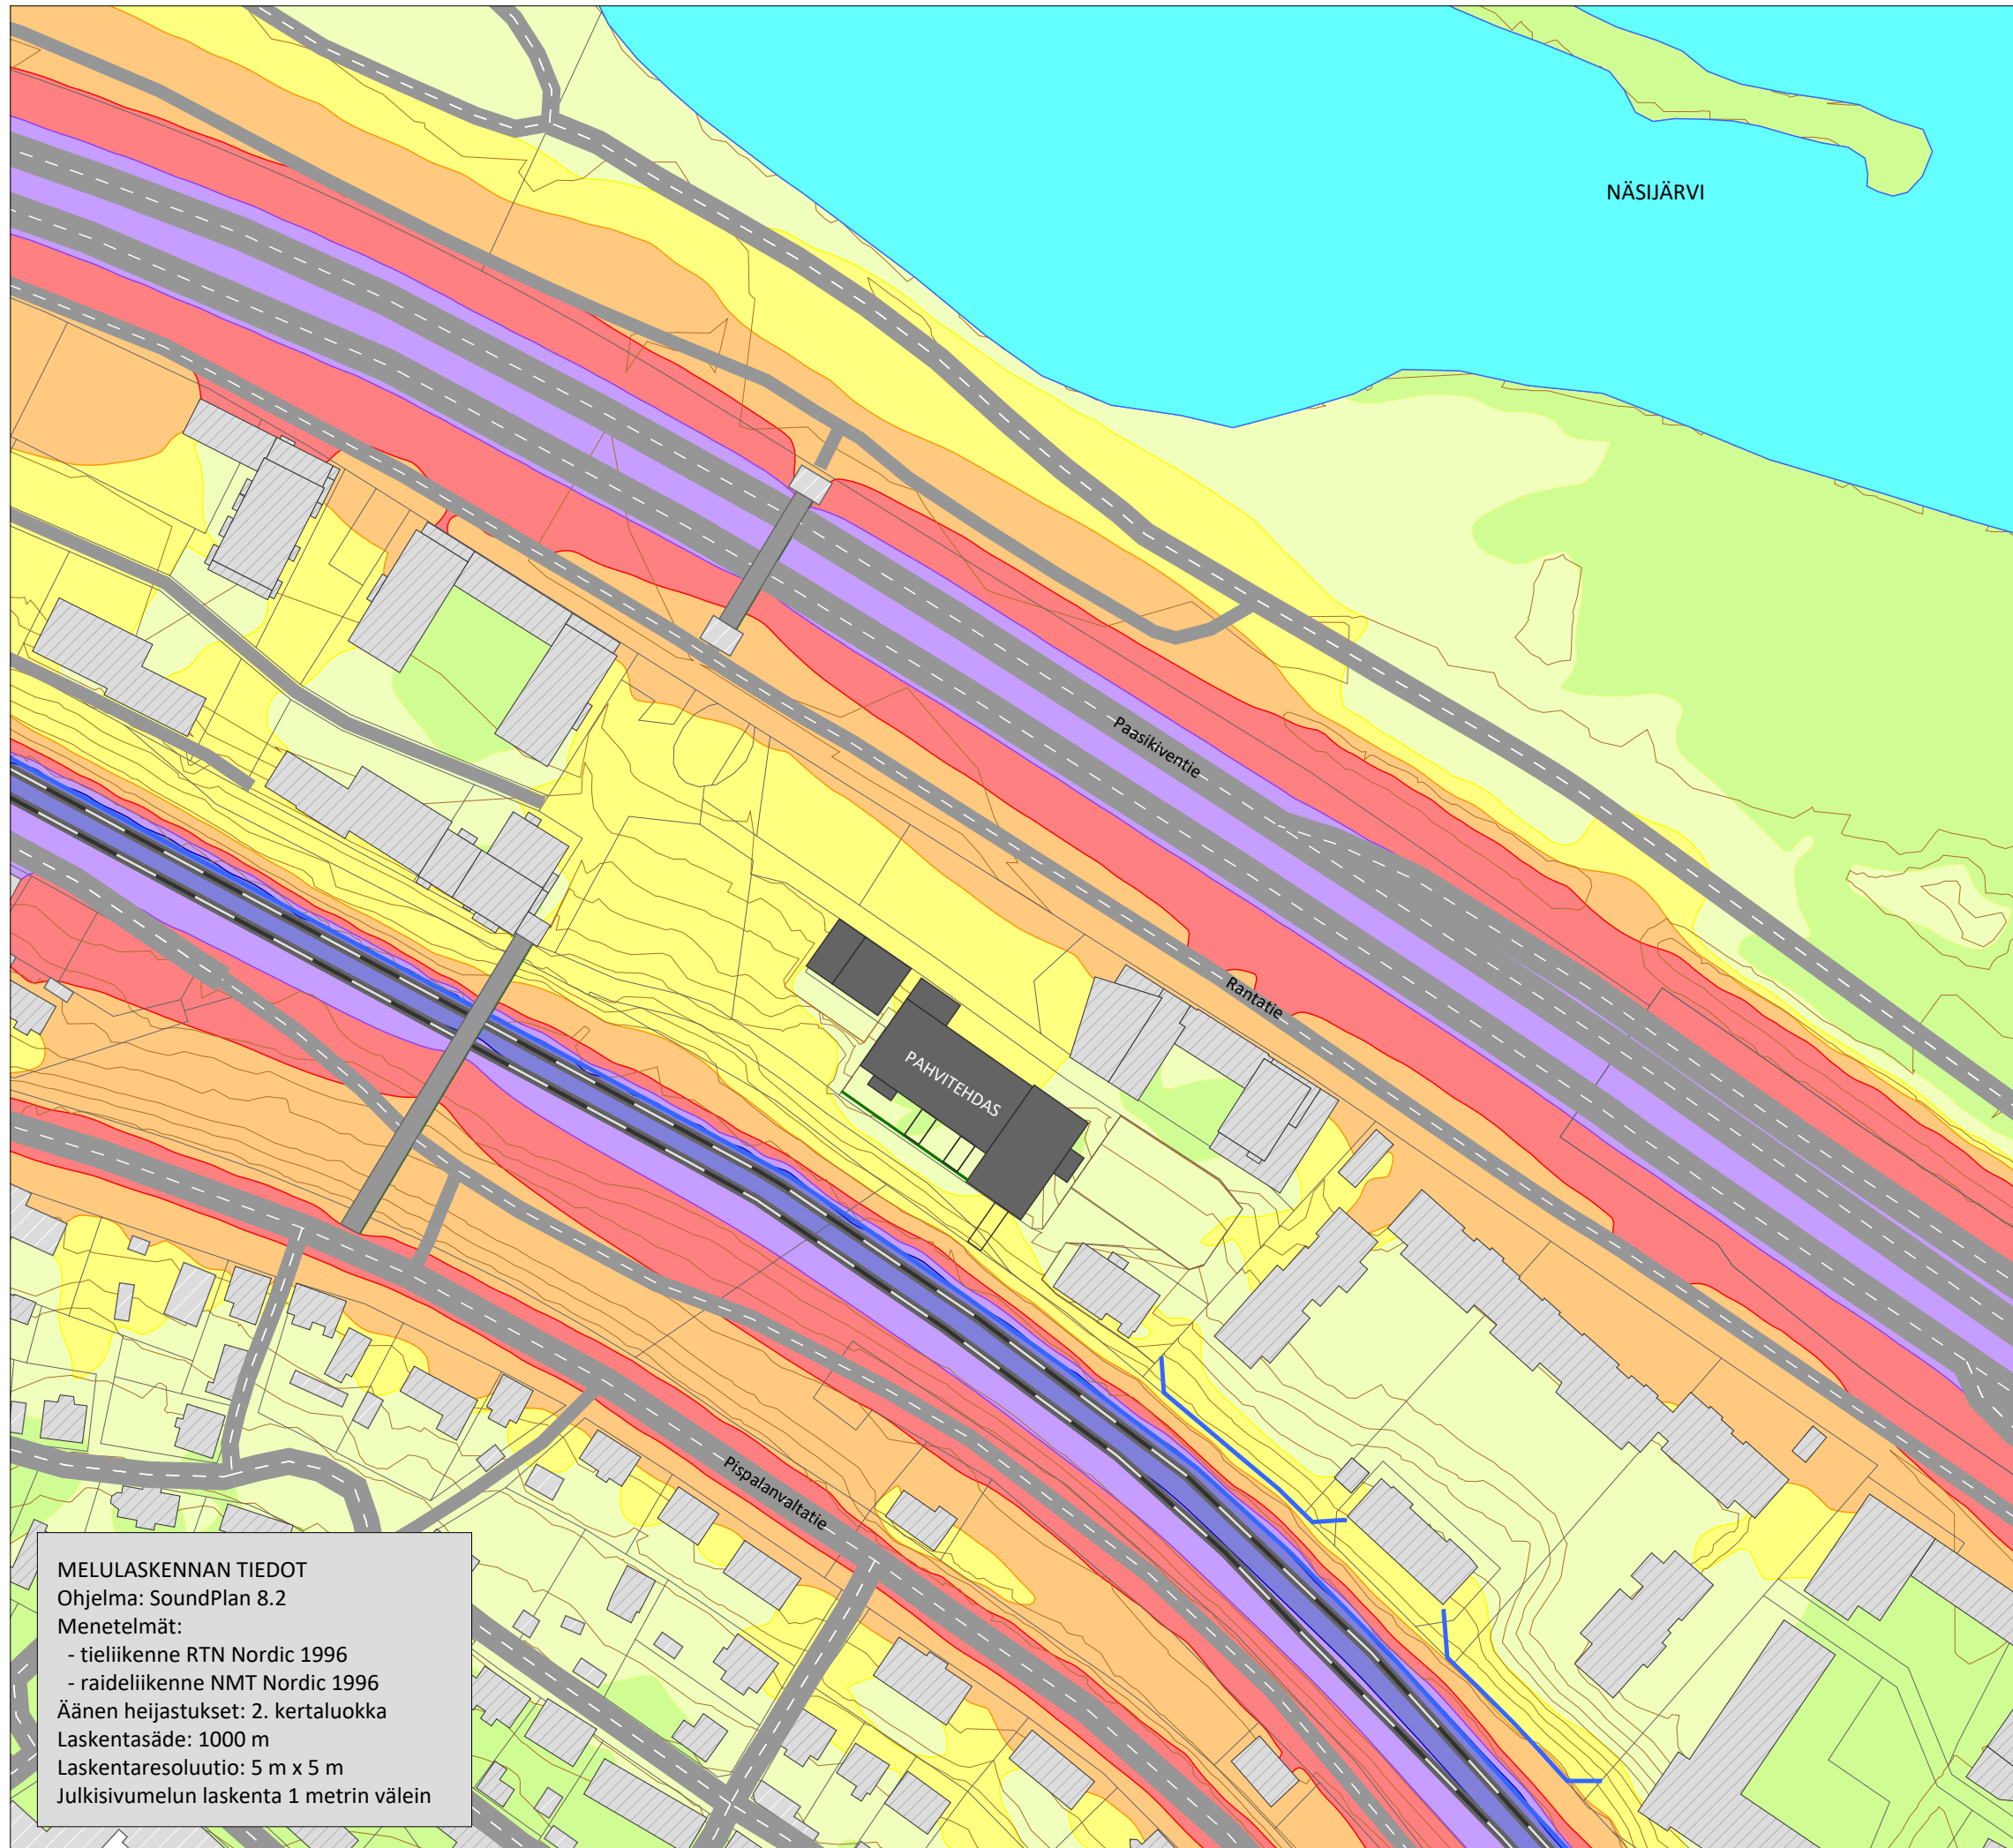 NÄSIJÄRVI
Paasikiventie
Rantatie
PAHVITEHDAS
Pispalanvaltatie
MELULASKENNAN TIEDOT
Ohjelma: SoundPlan 8.2
Menetelmät:
- tieliikenne RTN Nordic 1996
- raideliikenne NMT Nordic 1996
Äänen heijastukset: 2. kertaluokka
Laskentasäde: 1000 m
Laskentaresoluutio: 5 m x 5 m
Julkisivumelun laskenta 1 metrin välein